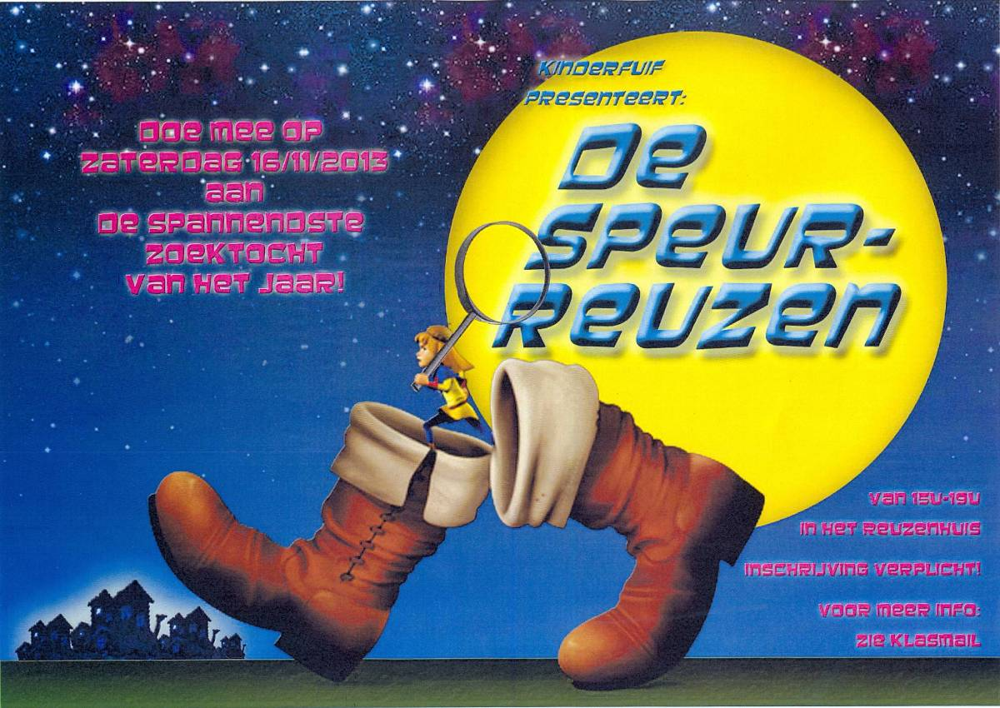 Kinderfuif
presenteert:
De
Speur-
reuzen
Doe mee op
zaterdag 16/11/2013
aan
de spannendste
zoektocht
van het jaar!
van 15u-19u
in het reuzenhuis
inschrijving verplicht!
voor meer info:
zie klasmail